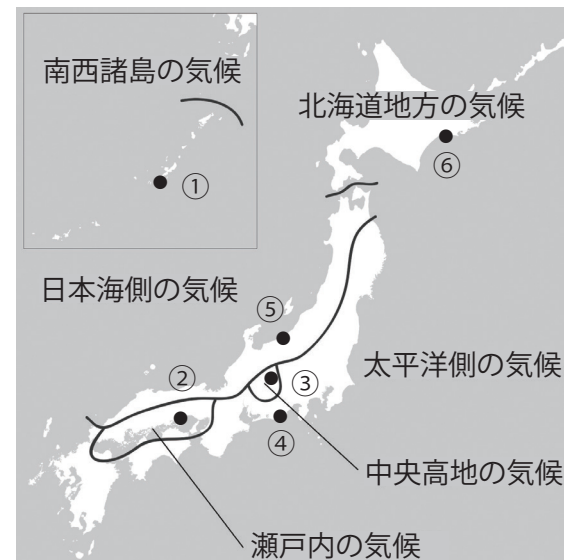 南西諸島の気候
北海道地方の気候
⑥
①
日本海側の気候
⑤
太平洋側の気候
②
③
④
中央高地の気候
瀬戸内の気候